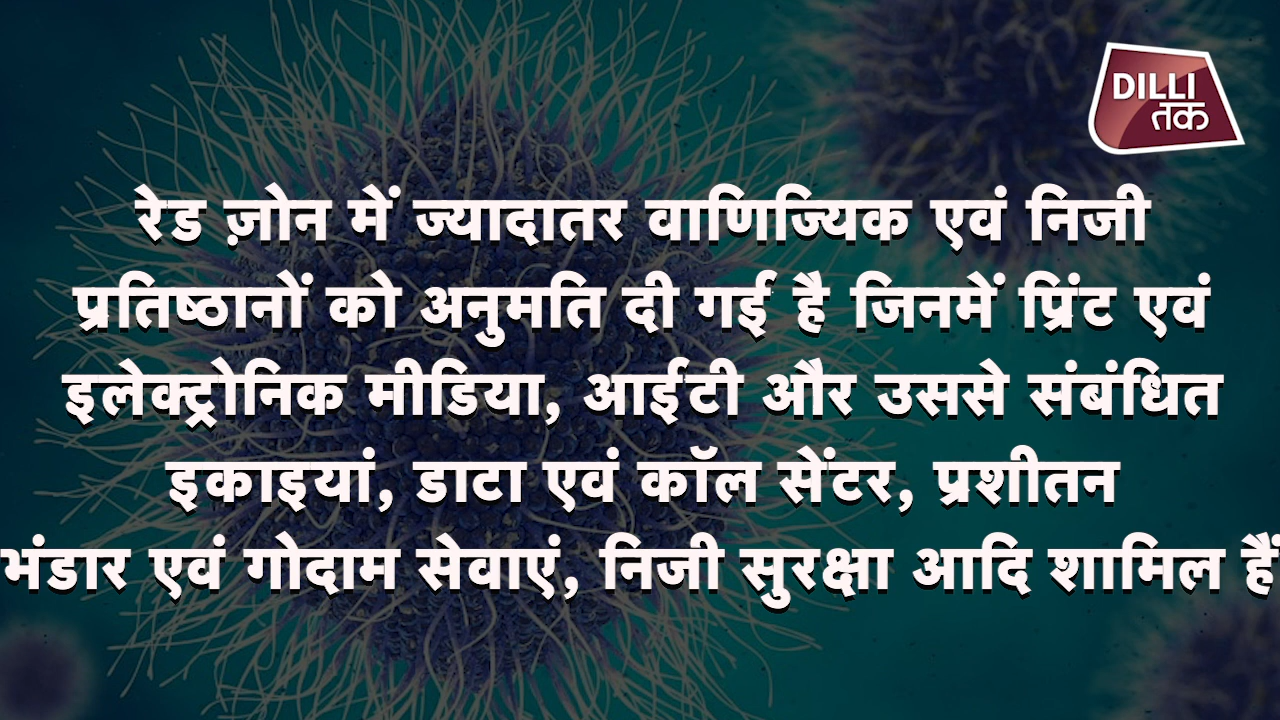 DILLI
तक
रेड ज़ोन में ज्यादातर वाणिज्यिक एवं निजी
प्रतिष्ठानों को अनुमति दी गई है जिनमें प्रिंट एवं
इलेक्ट्रोनिक मीडिया, आईटी और उससे संबंधित
इकाइयां, डाटा एवं कॉल सेंटर, प्रशीतन
भंडार एवं गोदाम सेवाएं, निजी सुरक्षा आदि शामिल हैं